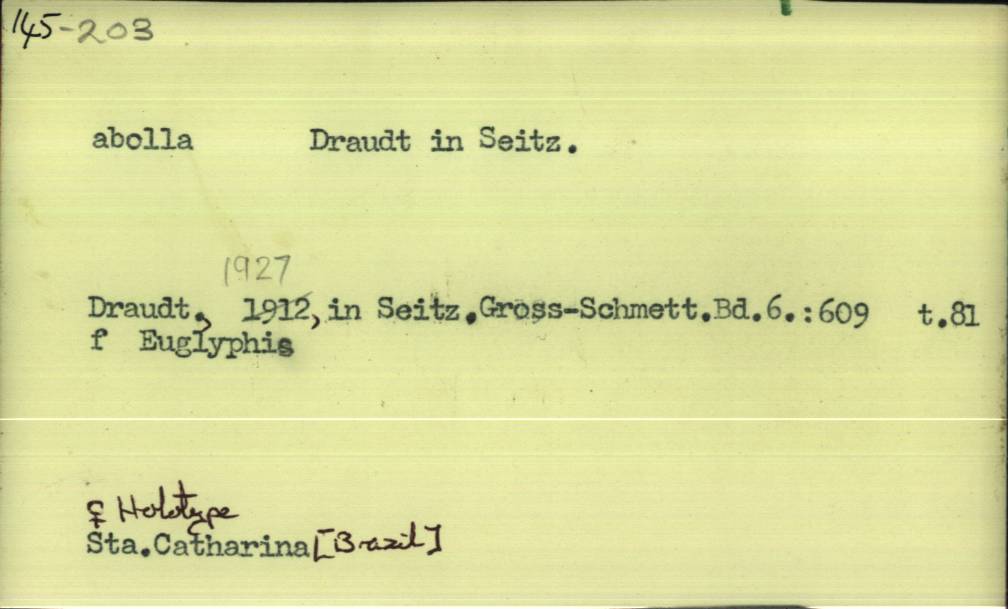 145-203
abolla Draudt in Seitz.
1927
Draudt, 1912, in Seitz.Gross-Schmett.Bd.6.:609 t.81
f Euglyphis
♀ Holotype
Sta.Catharina [Brazil]